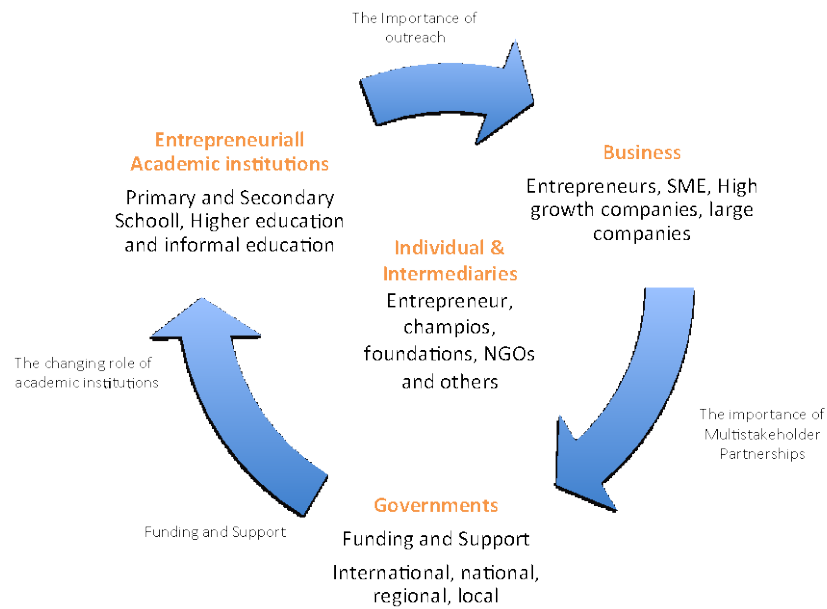 The Importance of
outreach
Entrepreneuriall
Academic institutions
Primary and Secondary
Schooll, Higher education
and informal education
Business
Entrepreneurs, SME, High
growth companies, large
companies
Individual &
Intermediaries
Entrepreneur,
champios,
foundations, NGOs
and others
The changing role of
academic institutions
The importance of
Multistakeholder
Partnerships
Governments
Funding and Support
International, national,
regional, local
Funding and Support